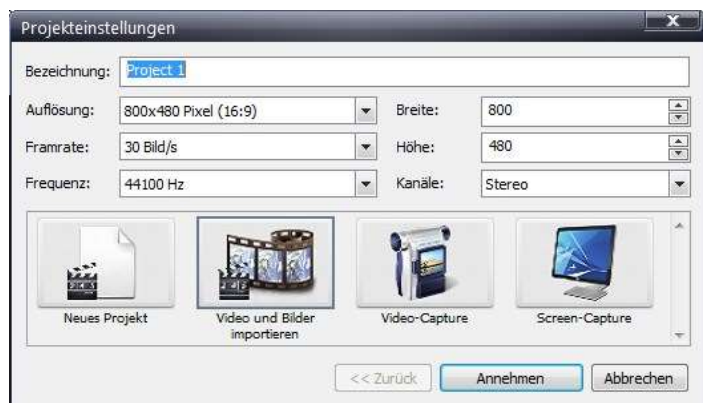 Projekteinstellungen
Bezeichnung: Project 1
Auflösung: 800x480 Pixel (16:9) Breite: 800
Framrate: 30 Bild/s Höhe: 480
Frequenz: 44100 Hz Kanäle: Stereo
Neues Projekt Video und Bilder importieren Video-Capture Screen-Capture
<< Zurück Annehmen Abbrechen